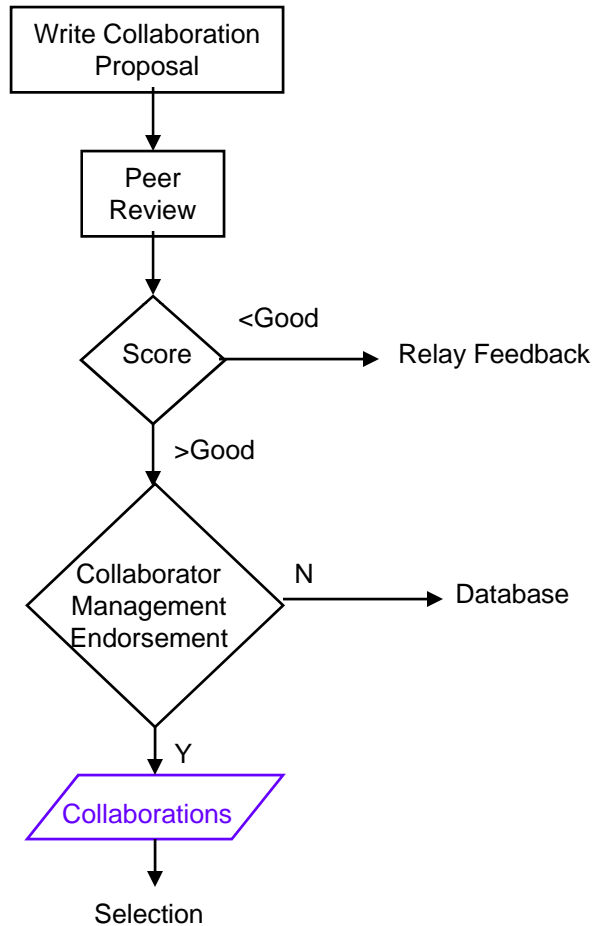 Write Collaboration
Proposal
Peer
Review
<Good
Score
Relay Feedback
>Good
Collaborator
Management
Endorsement
N
Database
Y
Collaborations
Selection